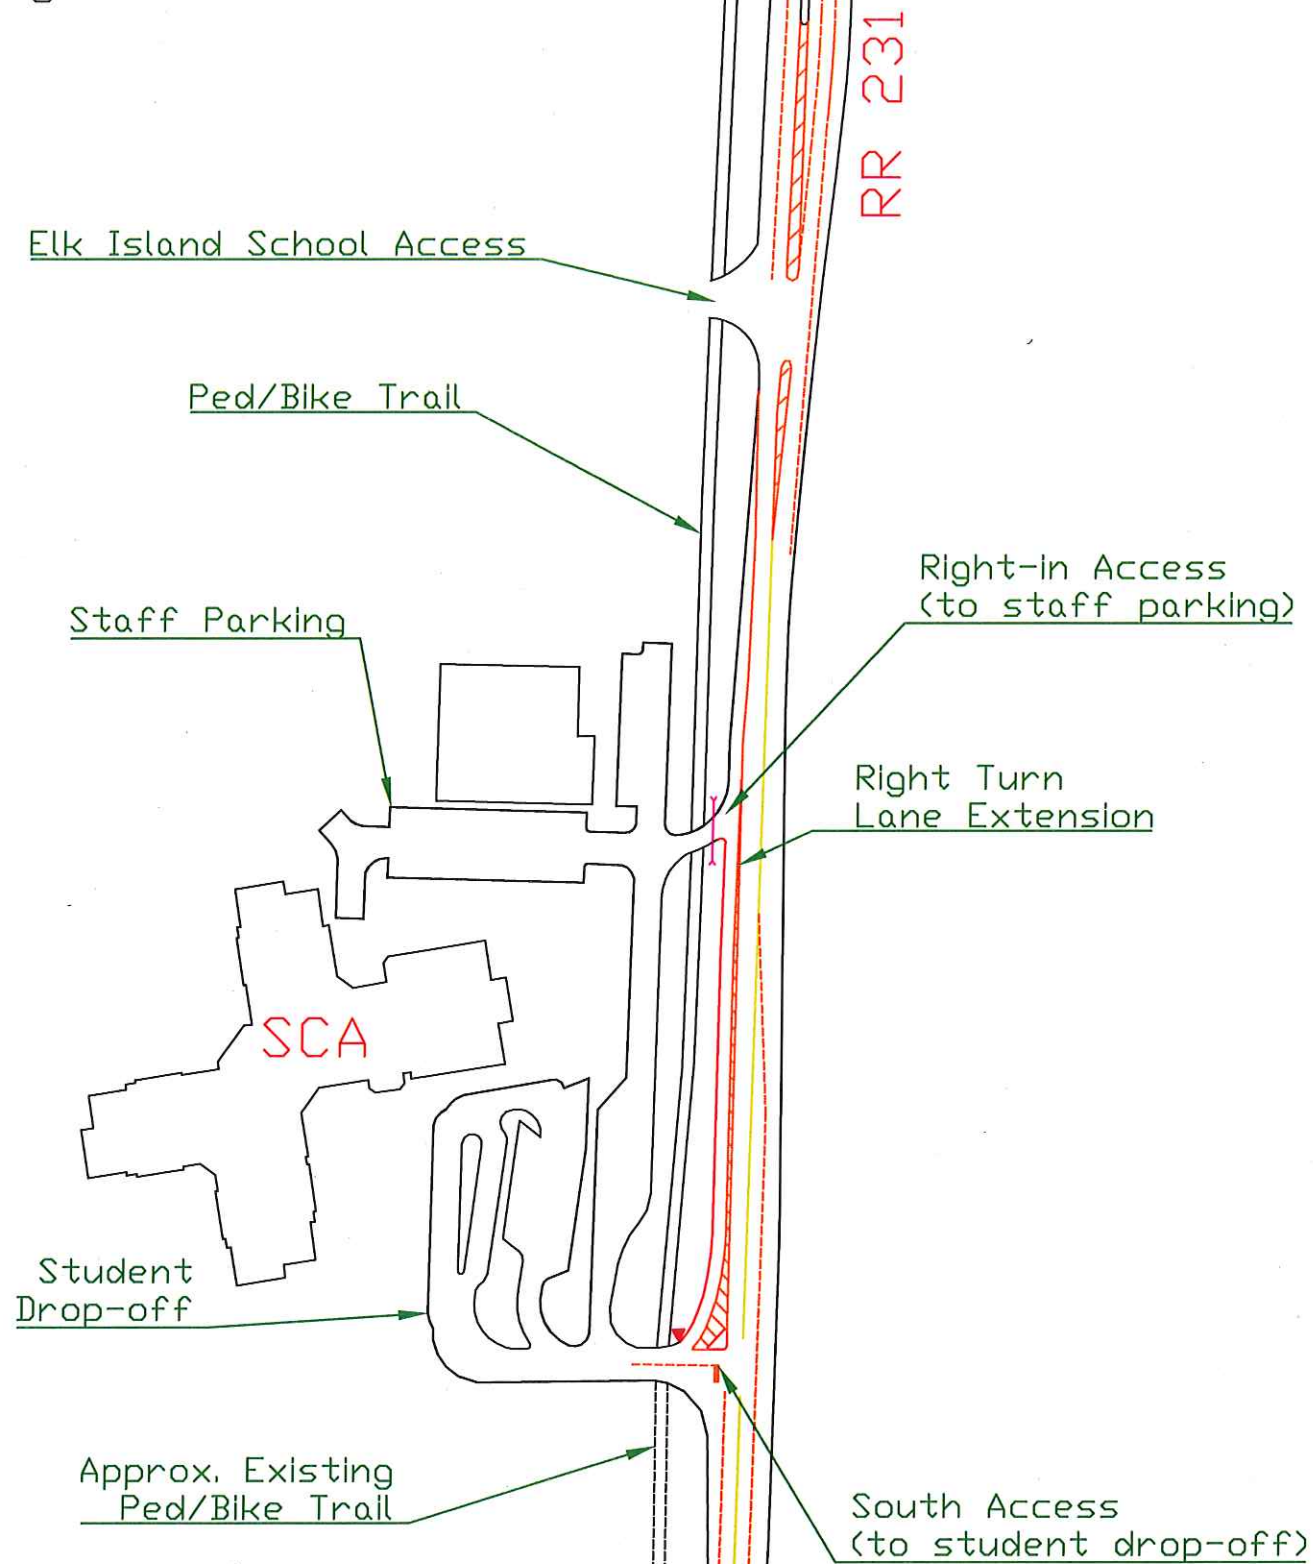 RR 231
Elk Island School Access
Ped/Bike Trail
Right-in Access
(to staff parking)
Staff Parking
Right Turn
Lane Extension
SCA
Student
Drop-off
Approx. Existing
Ped/Bike Trail
South Access
(to student drop-off)